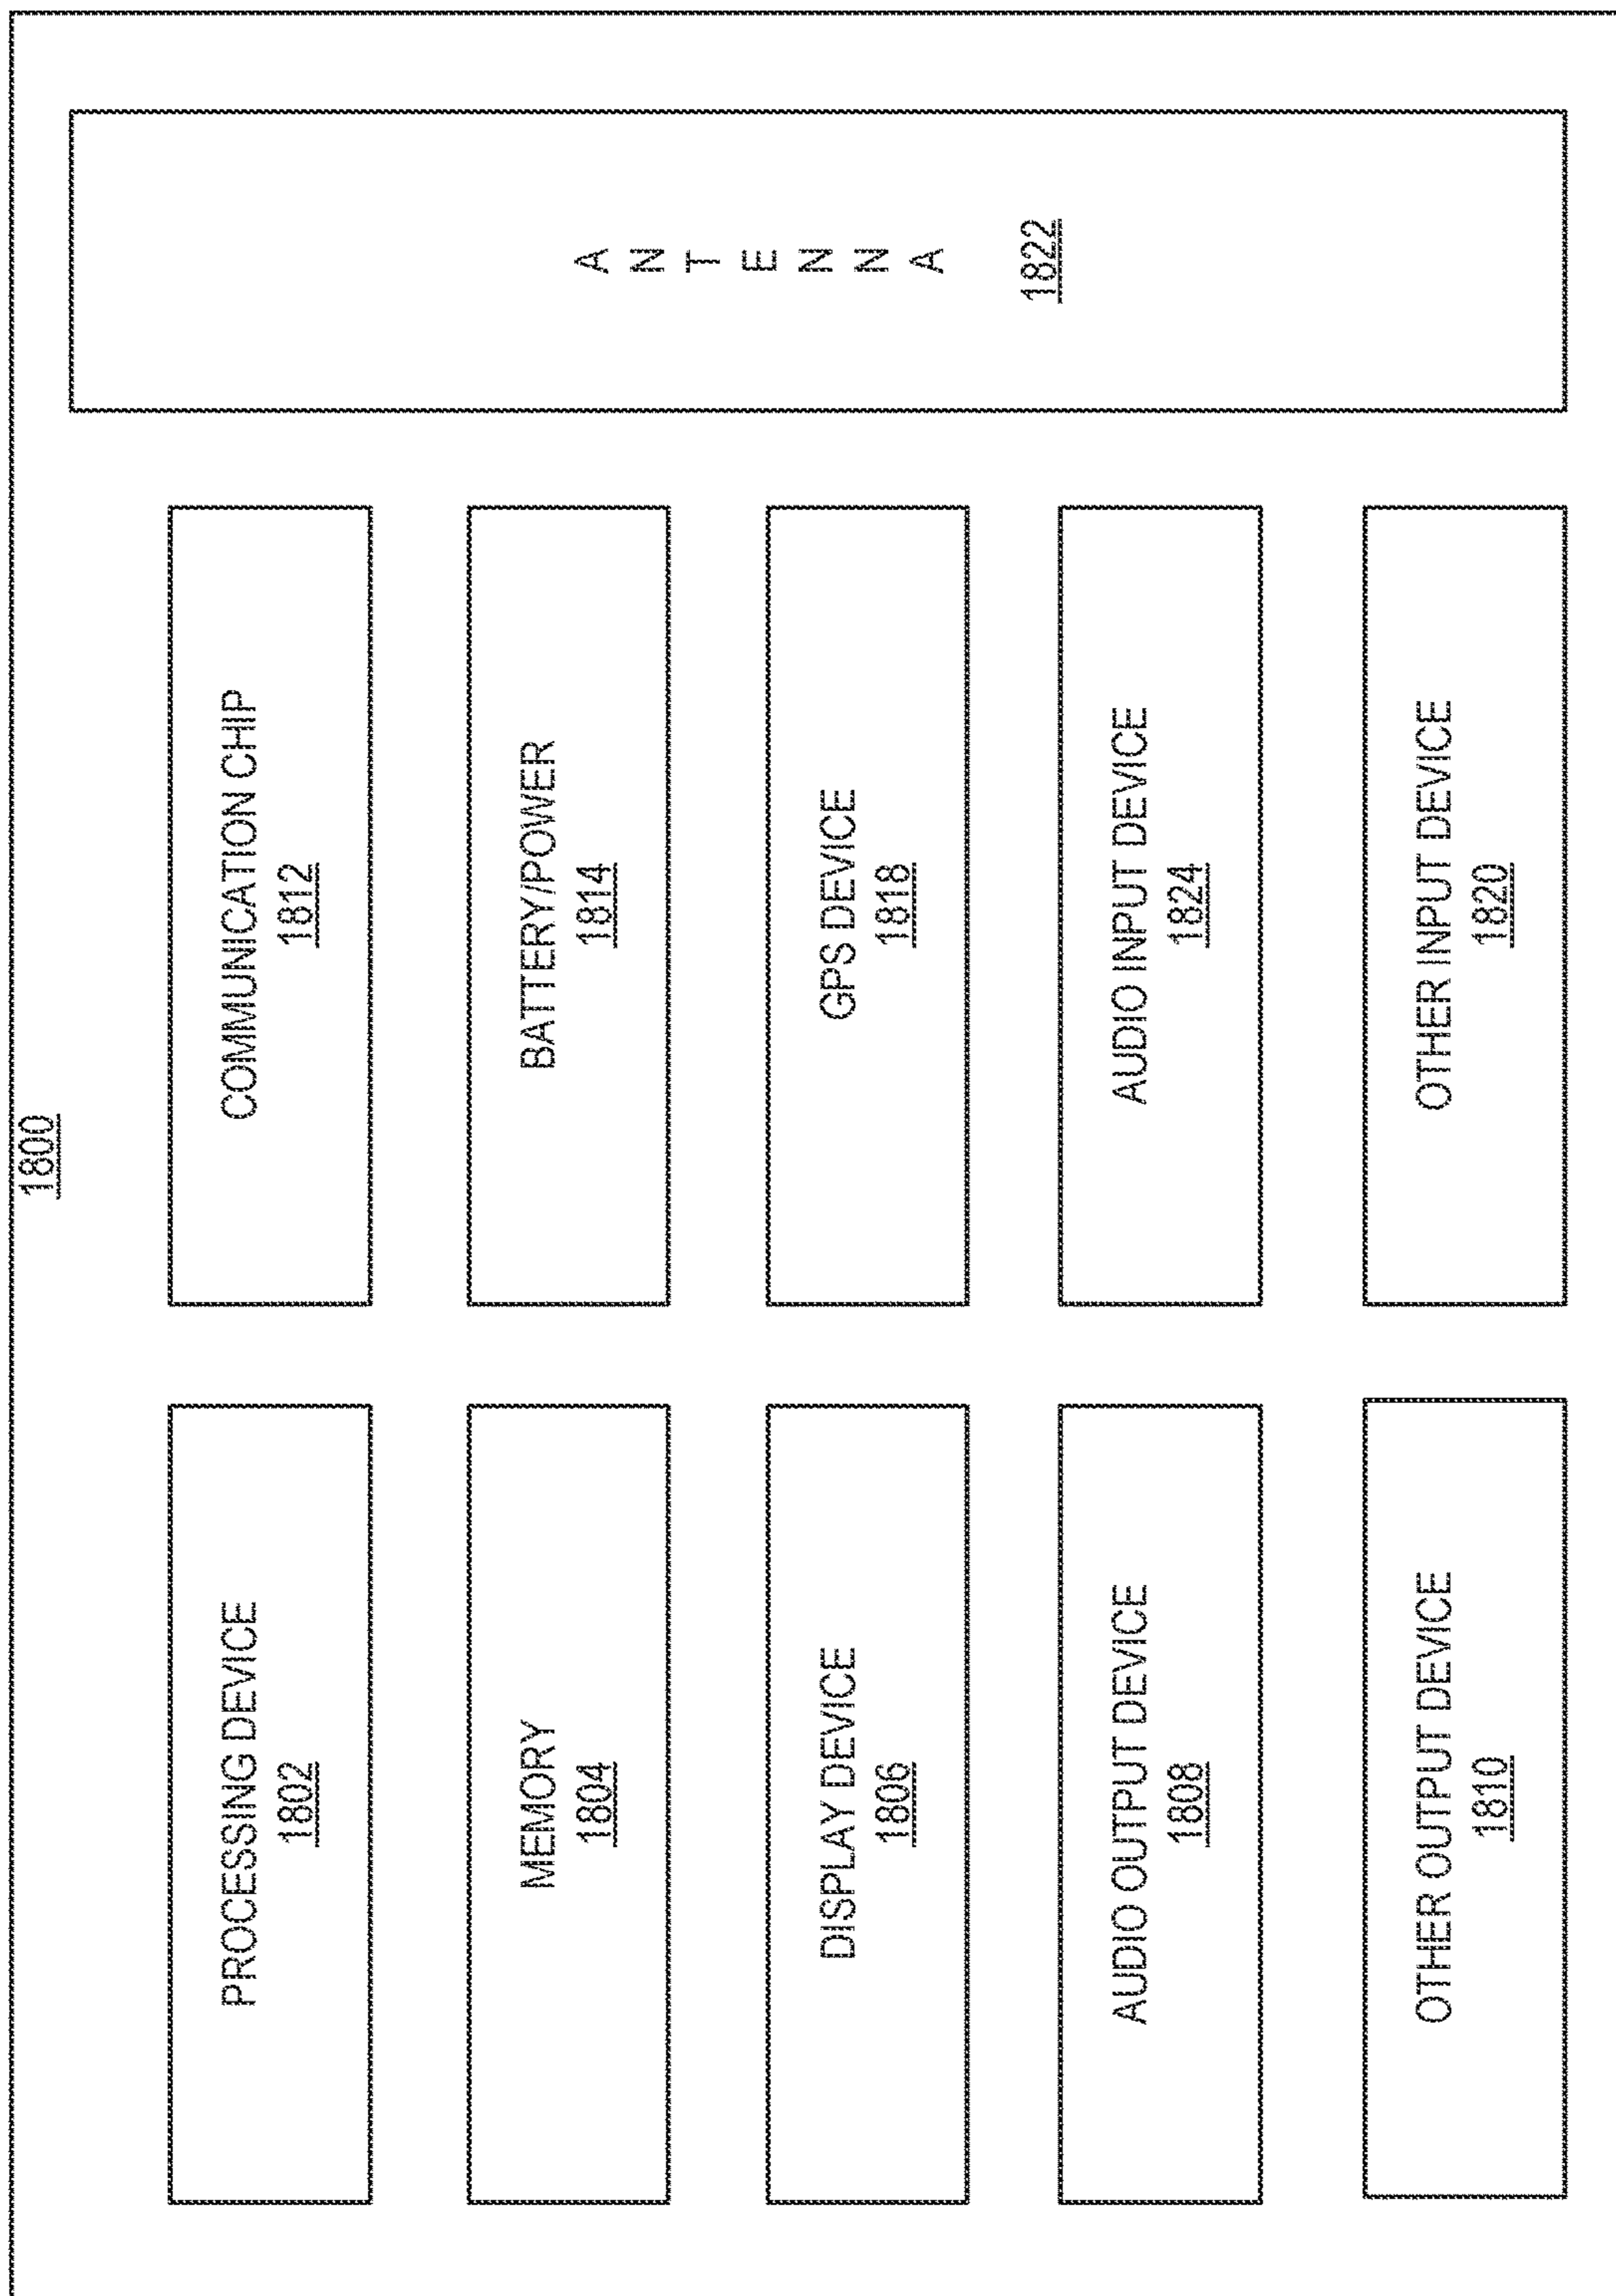 1800
PROCESSING DEVICE
1802
COMMUNICATION CHIP
1812
MEMORY
1804
BATTERY/POWER
1814
DISPLAY DEVICE
1806
GPS DEVICE
1818
AUDIO OUTPUT DEVICE
1808
AUDIO INPUT DEVICE
1824
OTHER OUTPUT DEVICE
1810
OTHER INPUT DEVICE
1820
A
N
T
E
N
N
A
1822